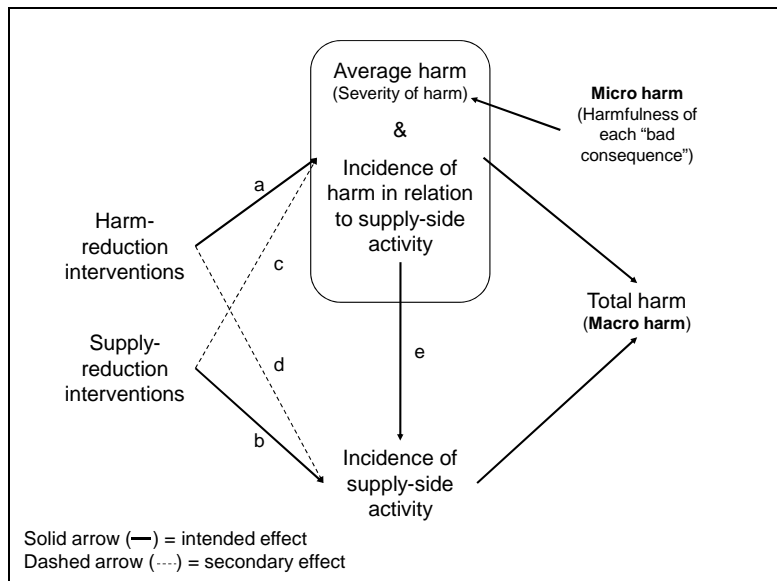 Average harm
(Severity of harm)
&
Incidence of
harm in relation
to supply-side
activity
Micro harm
(Harmfulness of
each “bad
consequence”)
a
Harm-
reduction
interventions
c
Supply-
reduction
interventions
d
b
e
Total harm
(Macro harm)
Incidence of
supply-side
activity
Solid arrow (—) = intended effect
Dashed arrow (----) = secondary effect